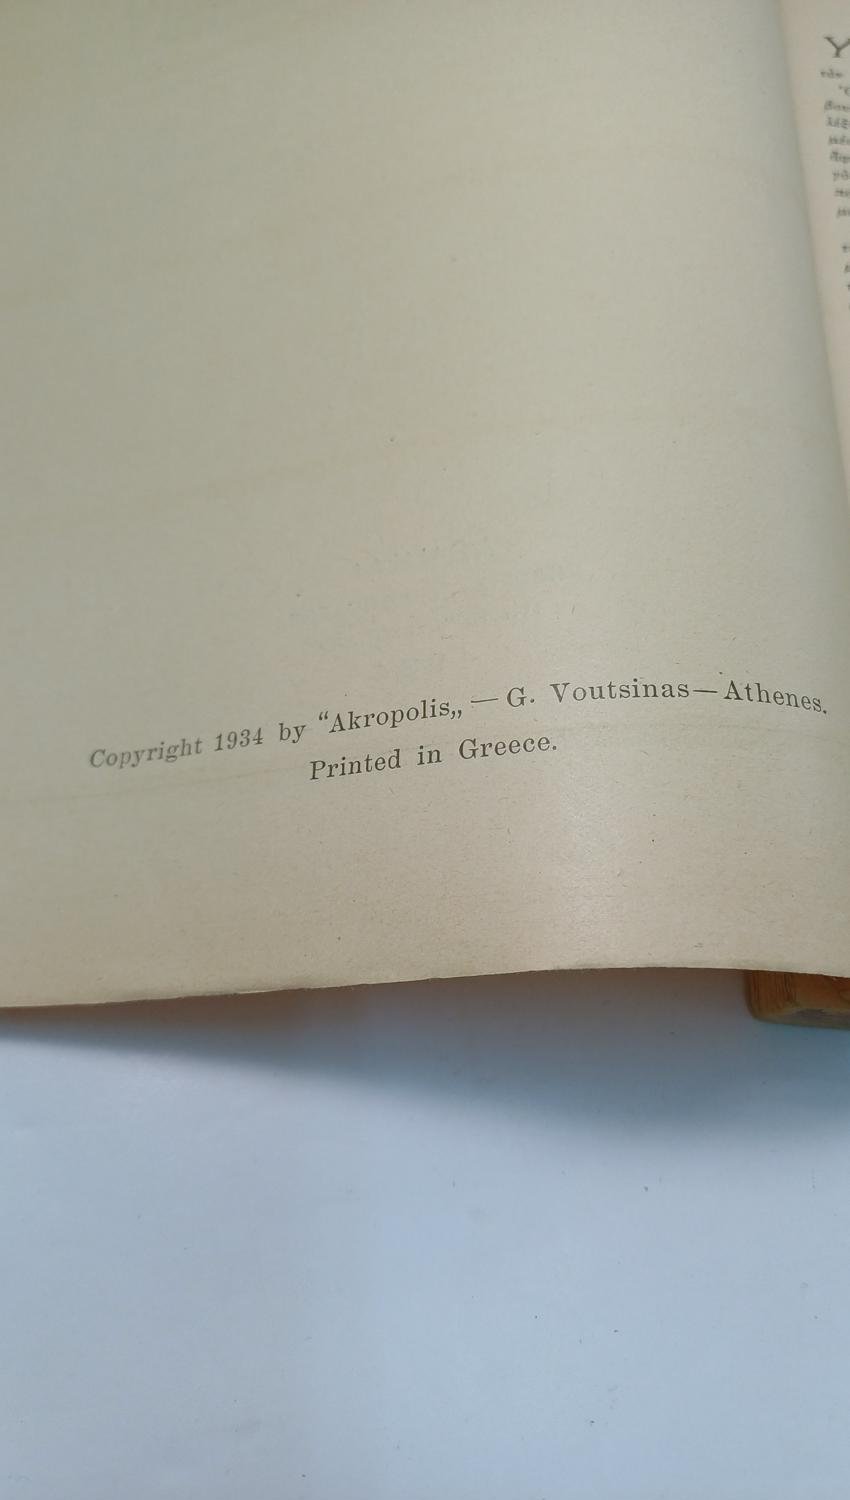 Copyright 1934 by “Akropolis„ — G. Voutsinas — Athenes.
Printed in Greece.